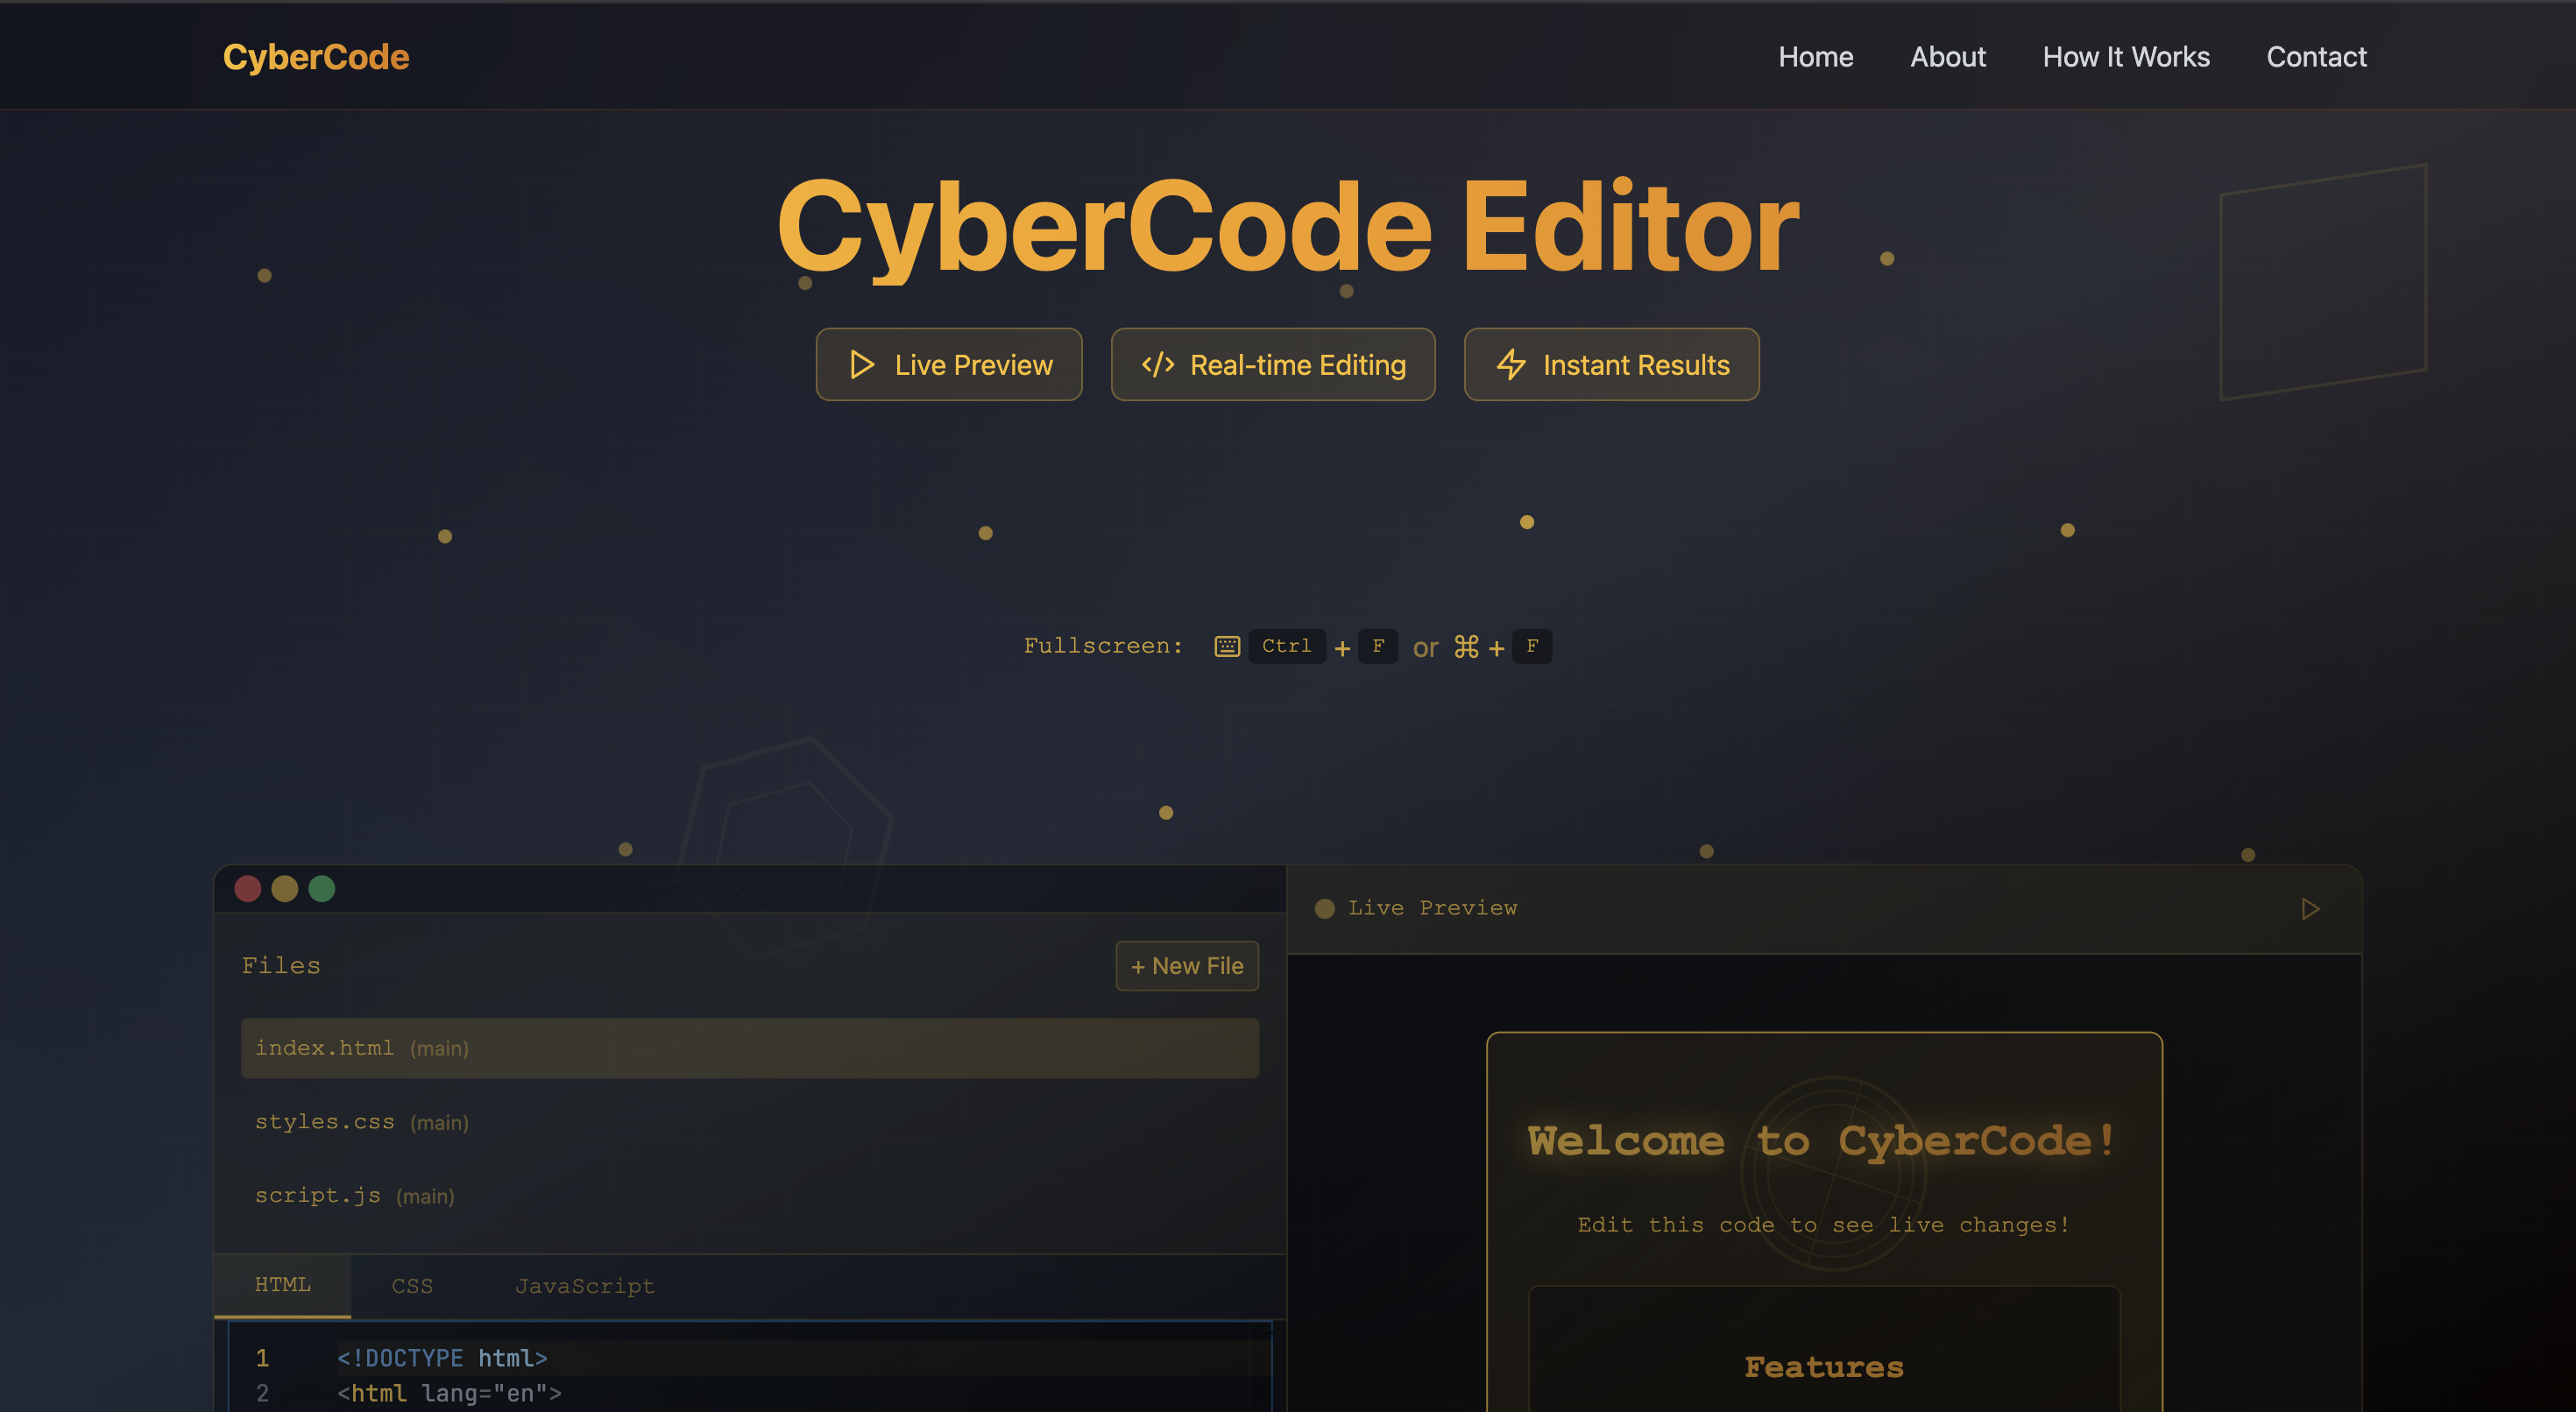 CyberCode
Home About How It Works Contact
CyberCode Editor
Live Preview
Real-time Editing
Instant Results
Fullscreen: Ctrl + F or ⌘ + F
Files
+ New File
index.html (main)
styles.css (main)
script.js (main)
HTML CSS JavaScript
1 <!DOCTYPE html>
2 <html lang="en">
Live Preview
Welcome to CyberCode!
Edit this code to see live changes!
Features